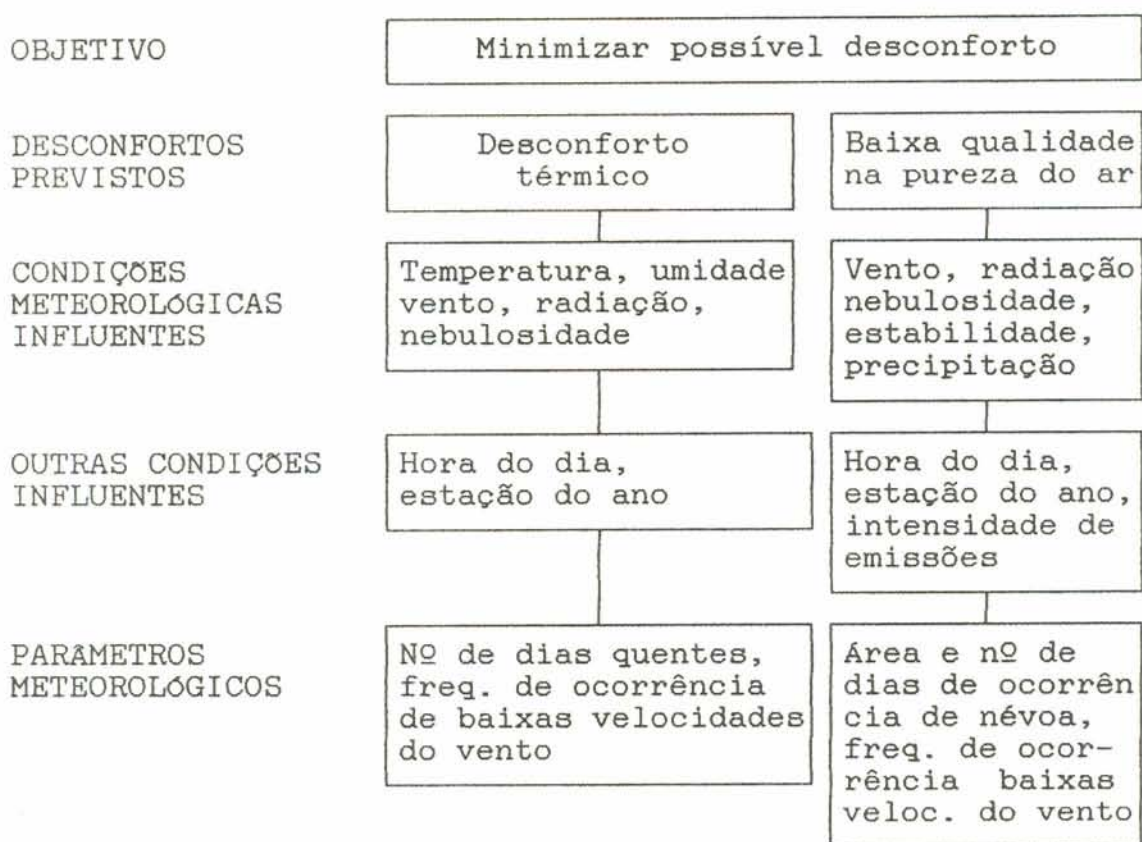 OBJETIVO
Minimizar possível desconforto
DESCONFORTOS
PREVISTOS
Desconforto
térmico
Baixa qualidade
na pureza do ar
CONDIÇÕES
METEOROLÓGICAS
INFLUENTES
Temperatura, umidade
vento, radiação,
nebulosidade
Vento, radiação
nebulosidade,
estabilidade,
precipitação
OUTRAS CONDIÇÕES
INFLUENTES
Hora do dia,
estação do ano
Hora do dia,
estação do ano,
intensidade de
emissões
PARÂMETROS
METEOROLÓGICOS
Nº de dias quentes,
freq. de ocorrência
de baixas velocidades
do vento
Área e nº de
dias de ocorrên
cia de névoa,
freq. de ocor-
rência baixas
veloc. do vento